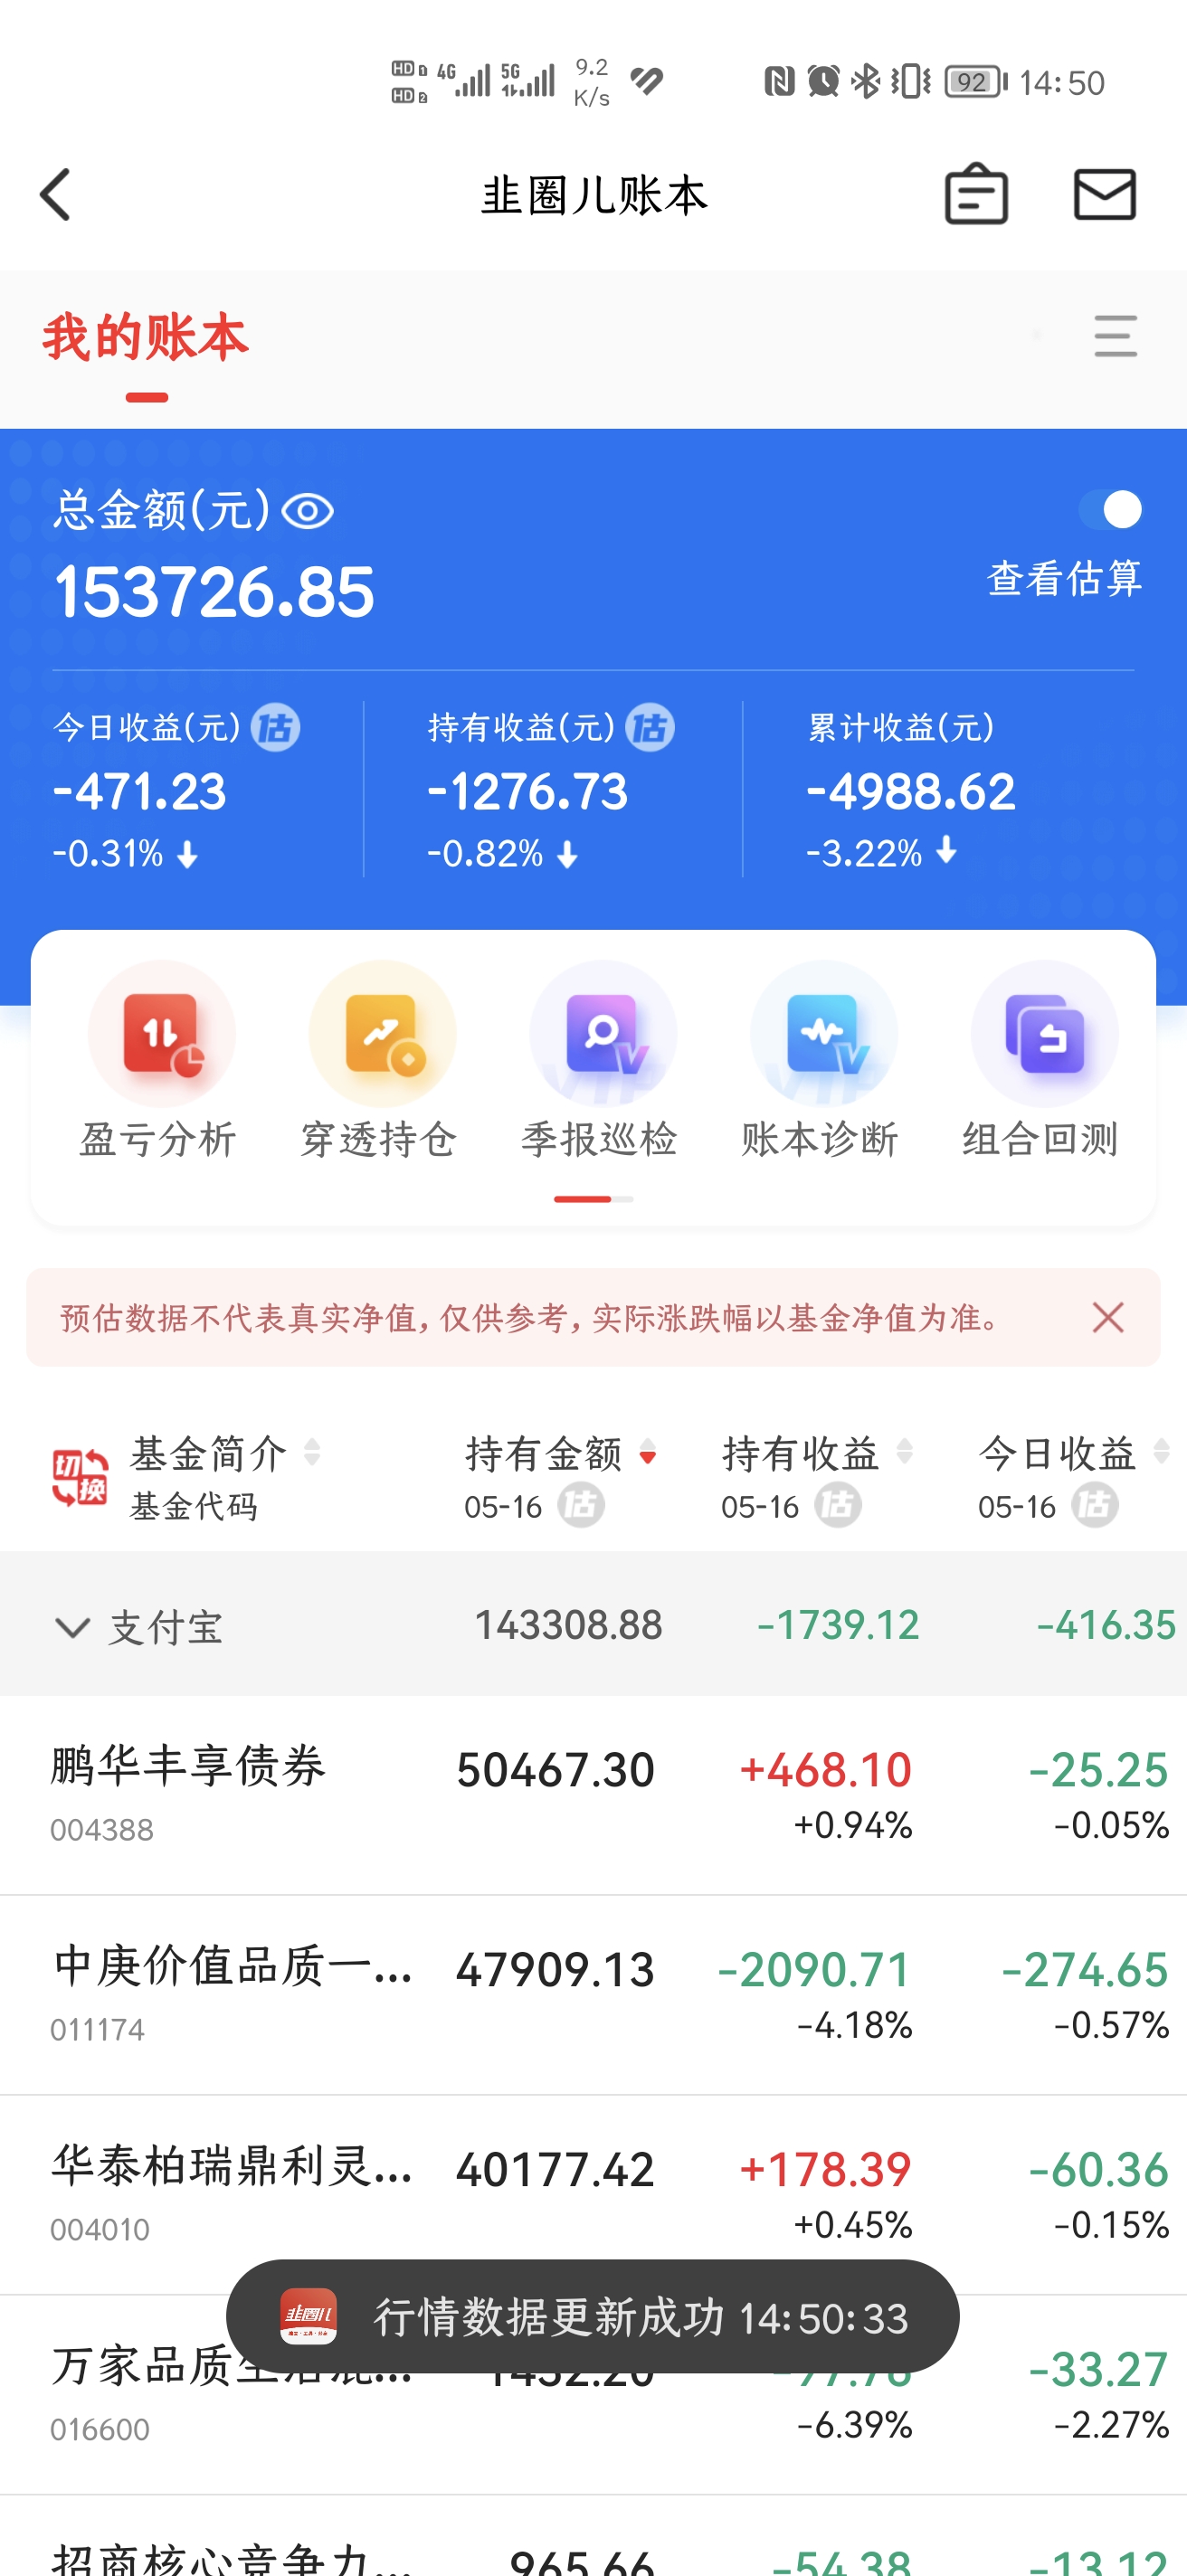 HD 1 4G 5G 9.2 K/s 92 14:50
HD 2
韭圈儿账本
我的账本
总金额(元)
153726.85
查看估算
今日收益(元) 估 持有收益(元) 估 累计收益(元)
-471.23 -1276.73 -4988.62
-0.31% -0.82% -3.22%
盈亏分析 穿透持仓 季报巡检 账本诊断 组合回测
预估数据不代表真实净值,仅供参考,实际涨跌幅以基金净值为准。
切换 基金简介 持有金额 持有收益 今日收益
基金代码 05-16 估 05-16 估 05-16 估
支付宝 143308.88 -1739.12 -416.35
鹏华丰享债券 50467.30 +468.10 -25.25
004388 +0.94% -0.05%
中庚价值品质一... 47909.13 -2090.71 -274.65
011174 -4.18% -0.57%
华泰柏瑞鼎利灵... 40177.42 +178.39 -60.36
004010 +0.45% -0.15%
韭圈儿 行情数据更新成功 14:50:33
万家品质生活混... -33.27
016600 -6.39% -2.27%
招商核心竞争力... 965.66 -54.38 -13.12